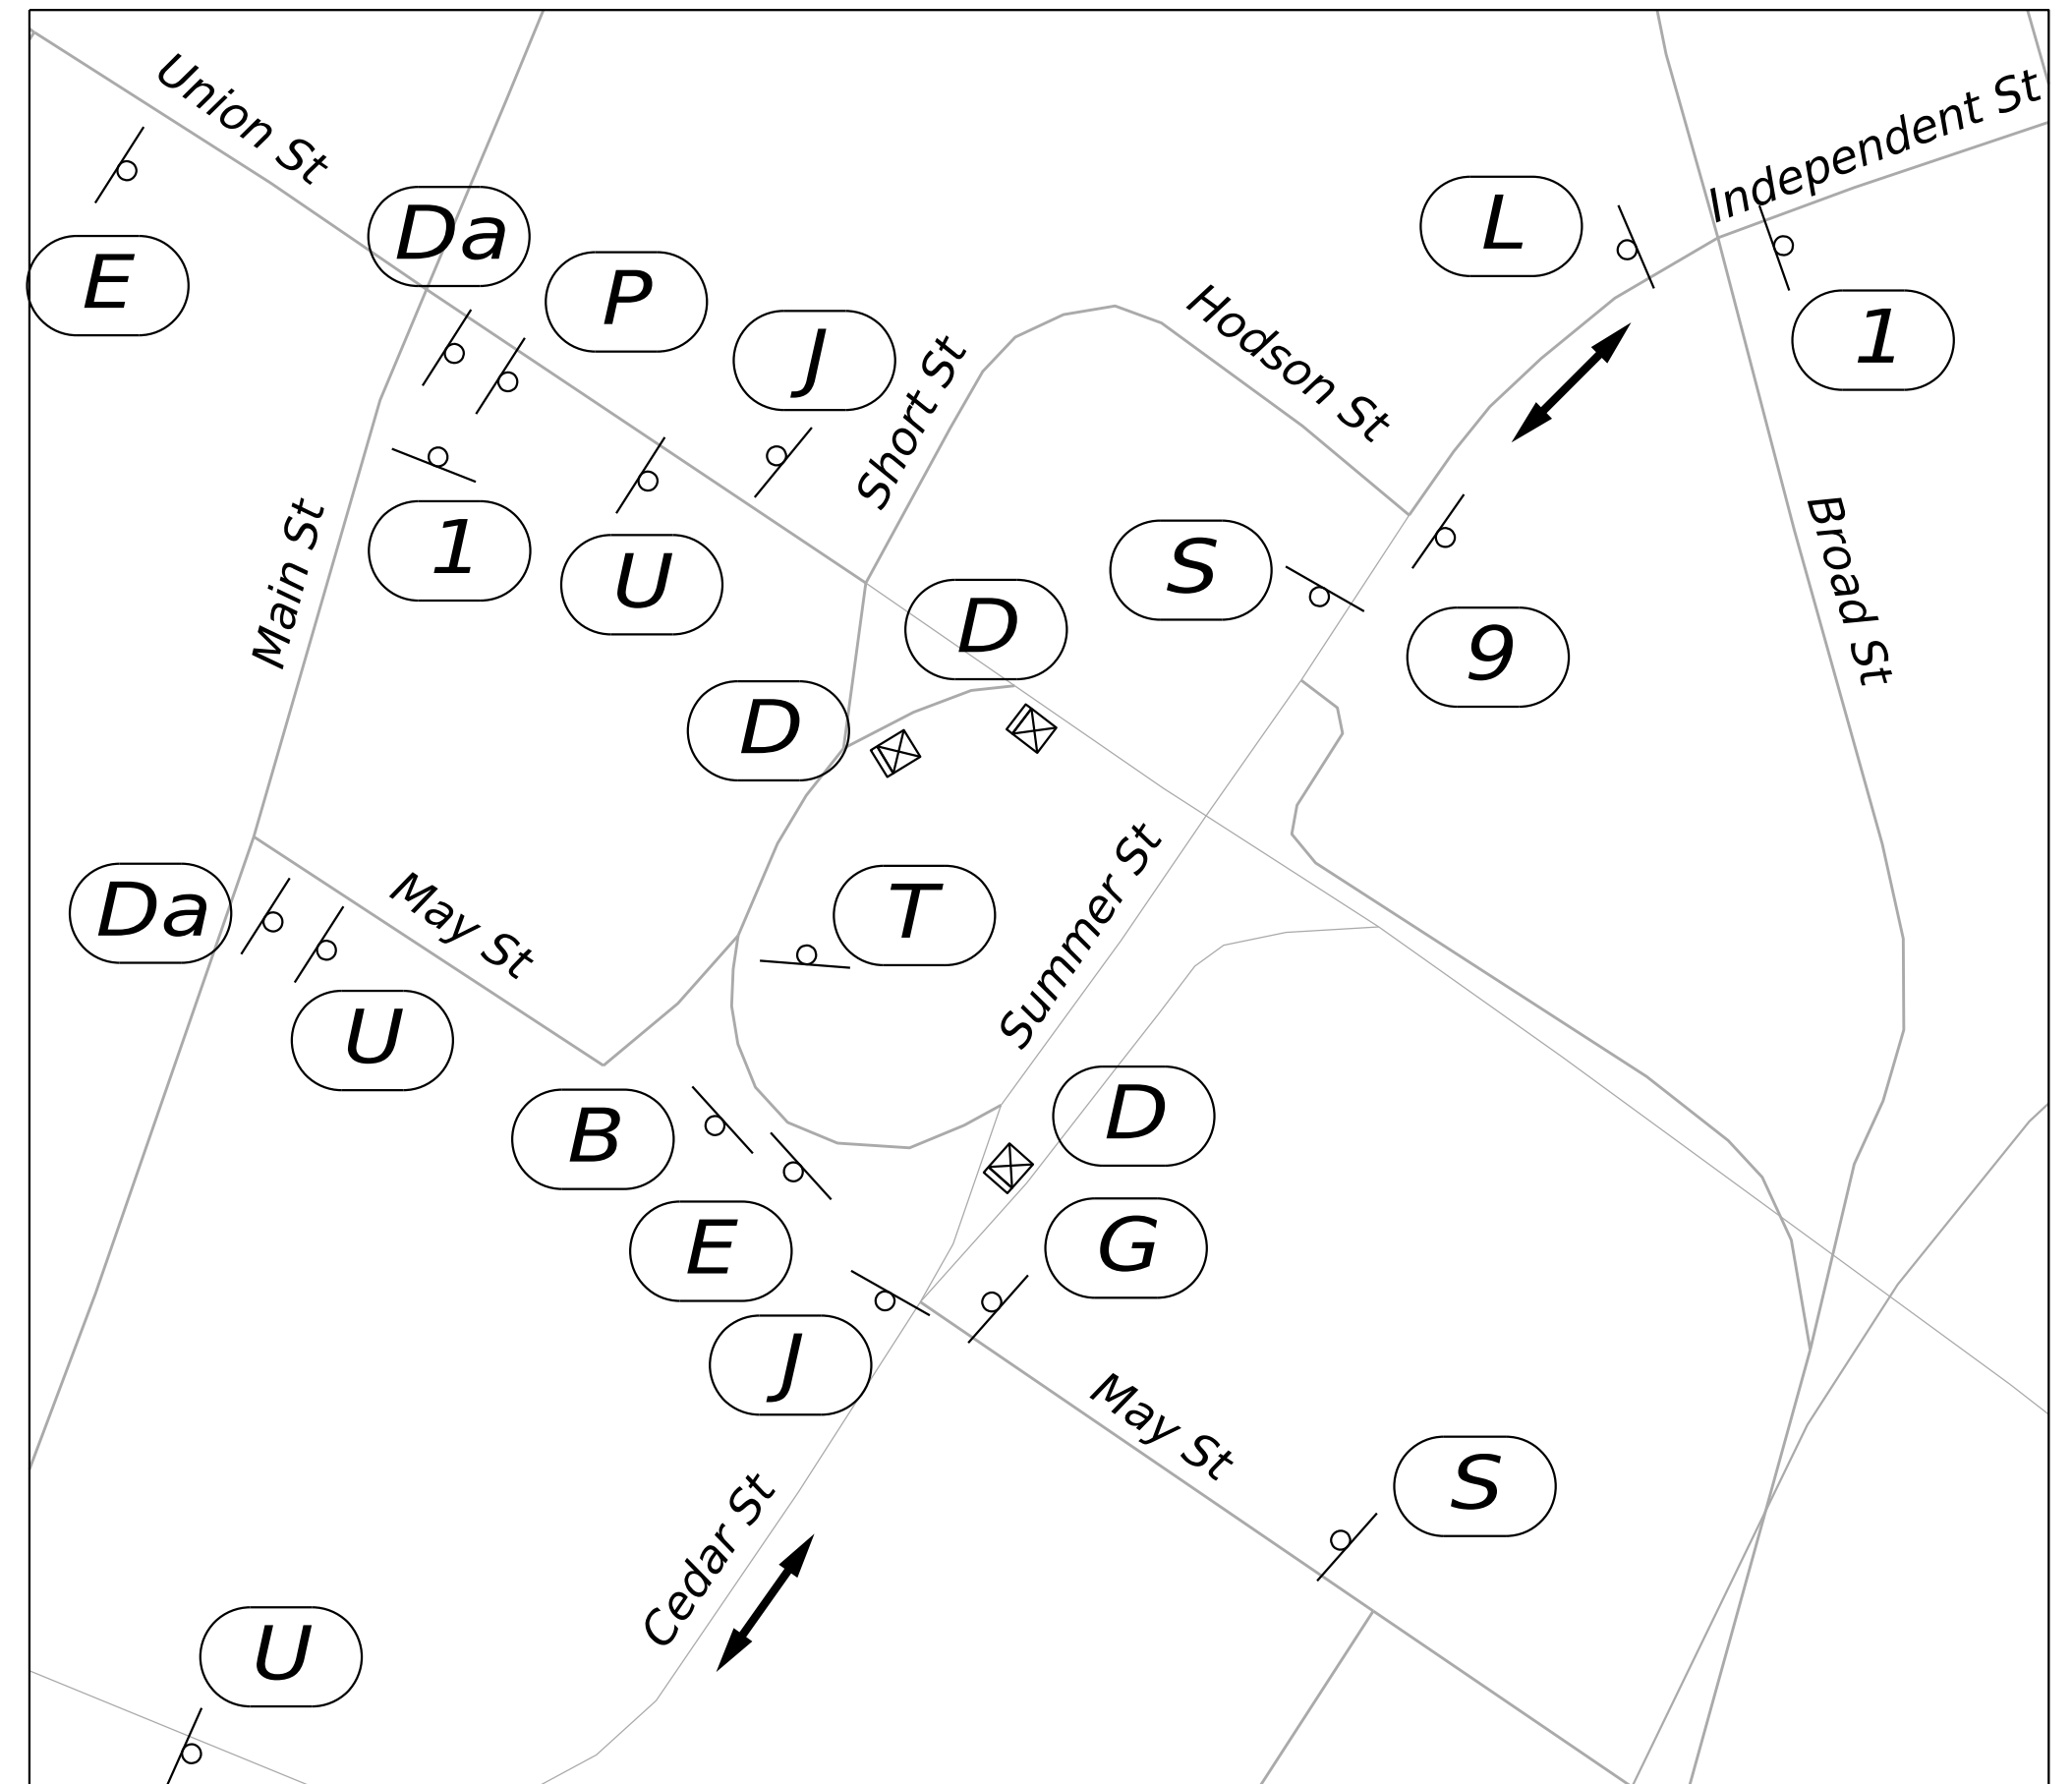 Union St
Independent St
L
Da
E
P
Hodson St
1
J
Short St
1
Main St
S
U
Broad St
D
9
D
Da
May St
T
Summer St
U
D
B
G
E
J
May St
S
Cedar St
U